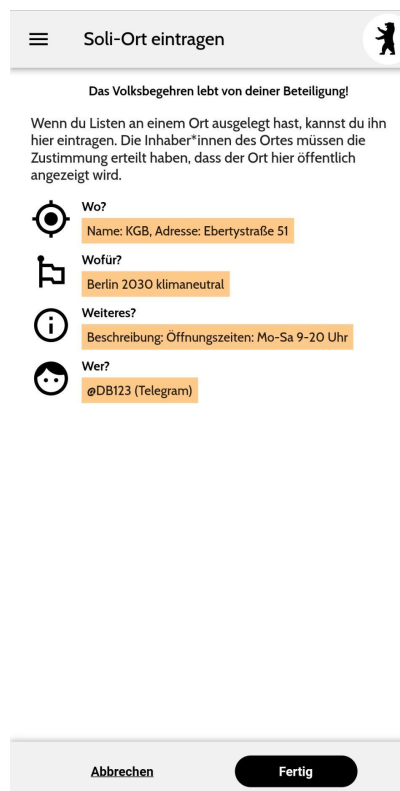 Soli-Ort eintragen
Das Volksbegehren lebt von deiner Beteiligung!
Wenn du Listen an einem Ort ausgelegt hast, kannst du ihn
hier eintragen. Die Inhaber*innen des Ortes müssen die
Zustimmung erteilt haben, dass der Ort hier öffentlich
angezeigt wird.
Wo?
Name: KGB, Adresse: Ebertystraße 51
Wofür?
Berlin 2030 klimaneutral
Weiteres?
Beschreibung: Öffnungszeiten: Mo-Sa 9-20 Uhr
Wer?
@DB123 (Telegram)
Abbrechen
Fertig